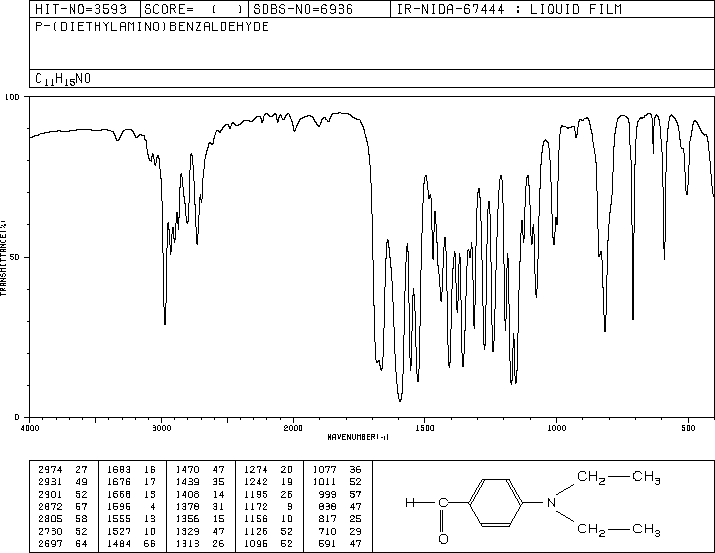 HIT-NO=3593 SCORE= ( ) SDBS-NO=6936 IR-NIDA-67444 : LIQUID FILM
P-(DIETHYLAMINO)BENZALDEHYDE
C11H15NO
100
50
0
TRANSMITTANCE(%)
4000 3000 2000 1500 1000 500
WAVENUMBER(-1)
2974 27 1683 16 1470 47 1274 20 1077 36
2931 49 1676 17 1439 35 1242 19 1011 52
2901 52 1668 15 1408 14 1195 26 999 57
2872 57 1596 4 1378 31 1172 9 838 47
2805 58 1555 13 1356 15 1156 10 817 25
2730 52 1527 10 1329 47 1126 52 710 29
2697 64 1484 66 1313 26 1096 52 591 47
CH2 CH3
H C N
CH2 CH3
O